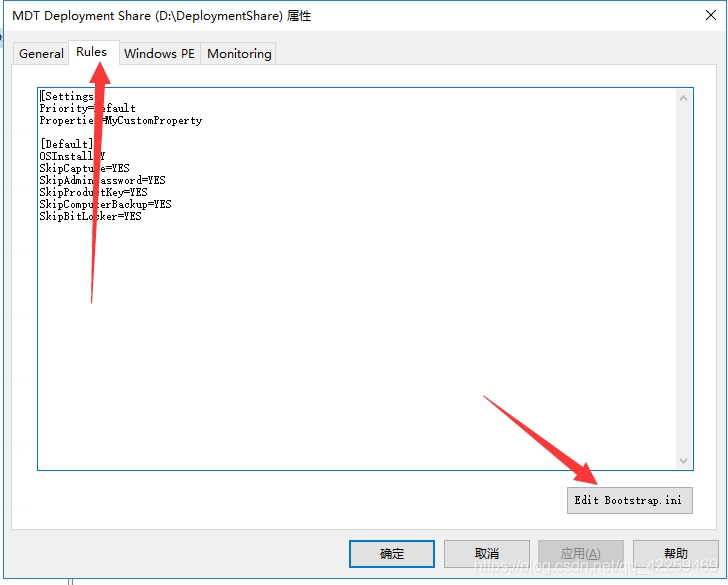 MDT Deployment Share (D:\DeploymentShare) 属性
General Rules Windows PE Monitoring
[Settings
Priority=Default
Properties=MyCustomProperty
[Default]
OSInstall=Y
SkipCapture=YES
SkipAdminPassword=YES
SkipProductKey=YES
SkipComputerBackup=YES
SkipBitLocker=YES
Edit Bootstrap.ini
确定 取消 应用(A) 帮助
https://blog.csdn.net/qq_42259469